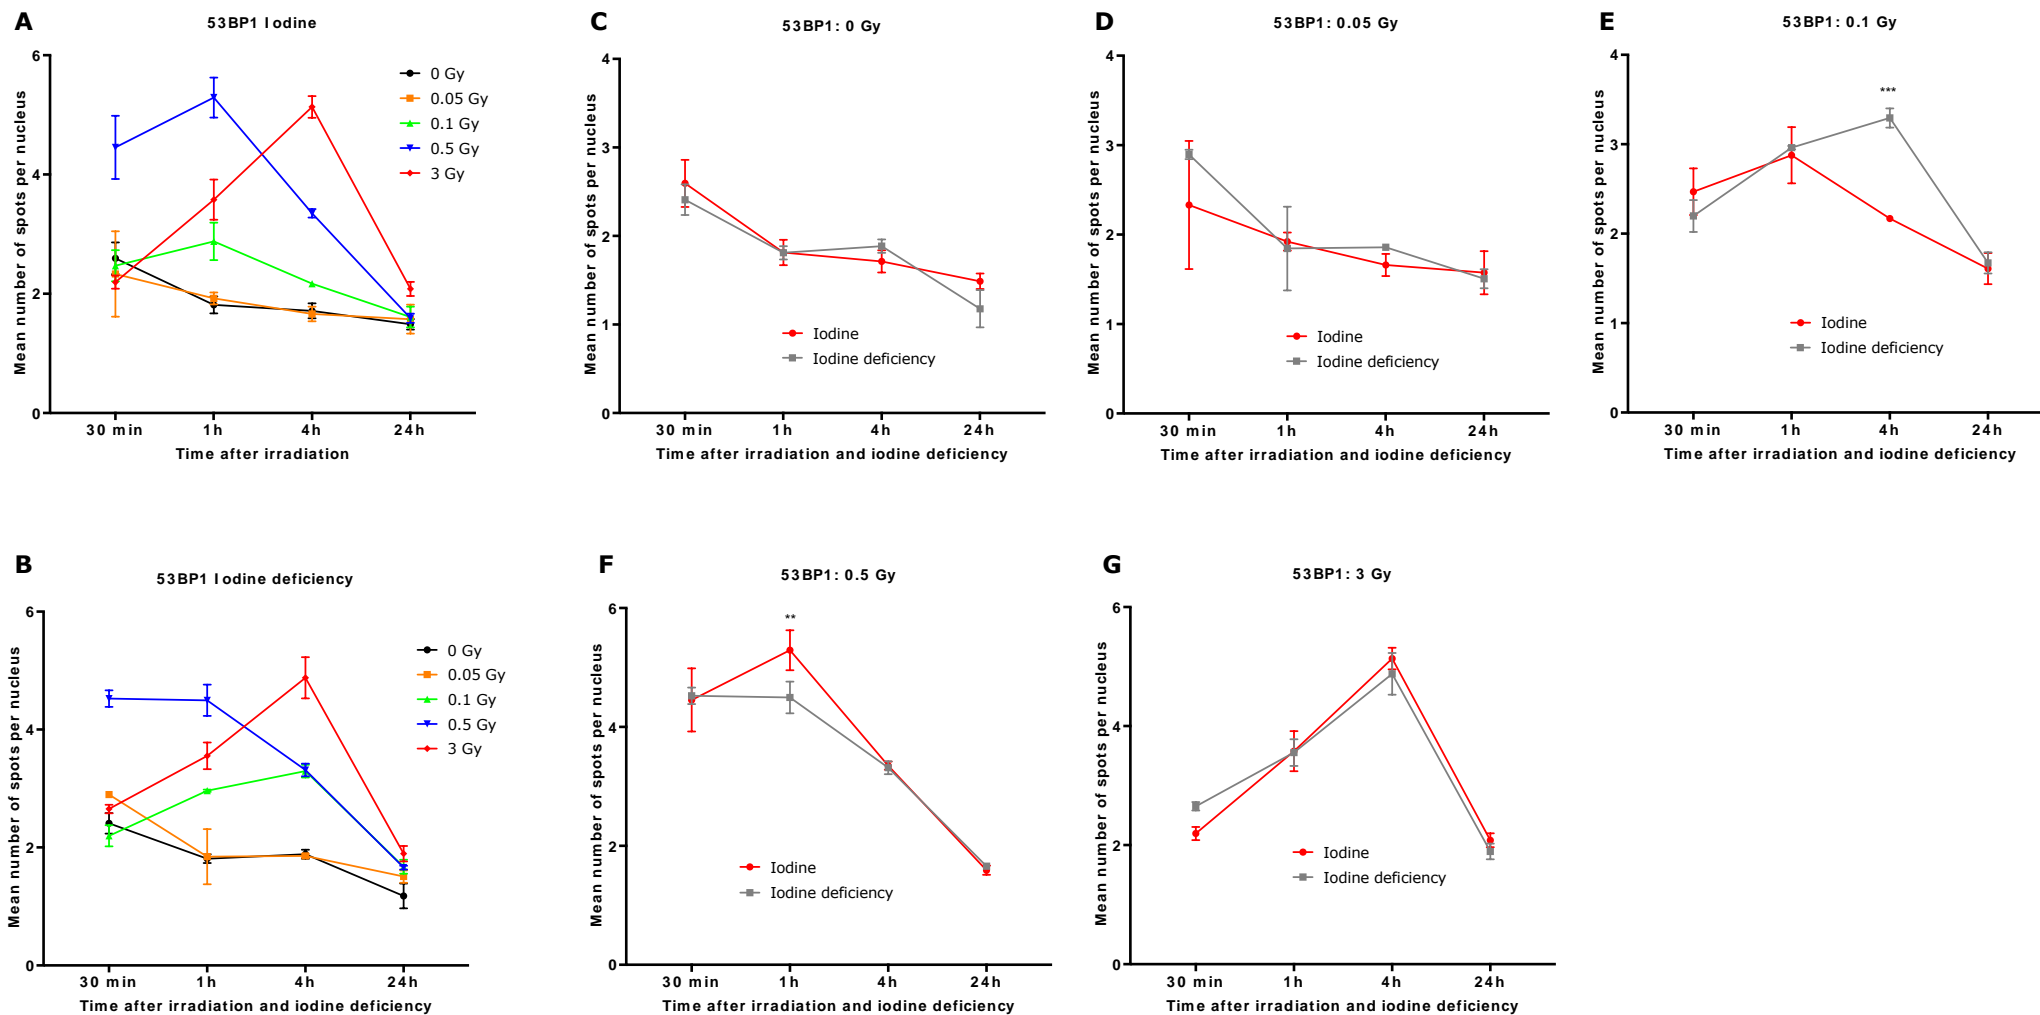 A
53BP1 Iodine
Mean number of spots per nucleus
6
4
2
0
30 min 1h 4h 24h
Time after irradiation
0 Gy
0.05 Gy
0.1 Gy
0.5 Gy
3 Gy
C
53BP1: 0 Gy
Mean number of spots per nucleus
4
3
2
1
0
30 min 1h 4h 24h
Time after irradiation and iodine deficiency
Iodine
Iodine deficiency
D
53BP1: 0.05 Gy
Mean number of spots per nucleus
4
3
2
1
0
30 min 1h 4h 24h
Time after irradiation and iodine deficiency
Iodine
Iodine deficiency
E
53BP1: 0.1 Gy
Mean number of spots per nucleus
4
3
2
1
0
***
30 min 1h 4h 24h
Time after irradiation and iodine deficiency
Iodine
Iodine deficiency
B
53BP1 Iodine deficiency
Mean number of spots per nucleus
6
4
2
0
30 min 1h 4h 24h
Time after irradiation and iodine deficiency
0 Gy
0.05 Gy
0.1 Gy
0.5 Gy
3 Gy
F
53BP1: 0.5 Gy
Mean number of spots per nucleus
6
4
2
0
**
30 min 1h 4h 24h
Time after irradiation and iodine deficiency
Iodine
Iodine deficiency
G
53BP1: 3 Gy
Mean number of spots per nucleus
6
4
2
0
30 min 1h 4h 24h
Time after irradiation and iodine deficiency
Iodine
Iodine deficiency